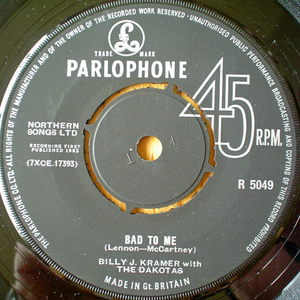 MAKERS AND OF THE OWNER OF THE RECORDED WORK RESERVED · UNAUTHORISED PUBLIC PERFORMANCE BROADCASTING AND COPYING OF THIS RECORD PROHIBITED
THE PARLOPHONE CO. LTD. ALL RIGHTS OF THE MANUFACTURER
TRADE MARK
PARLOPHONE
45
R.P.M.
NORTHERN
SONGS LTD
RECORDING FIRST
PUBLISHED 1963
(7XCE.17393)
R 5049
BAD TO ME
(Lennon—McCartney)
BILLY J. KRAMER with
THE DAKOTAS
MADE IN GT. BRITAIN